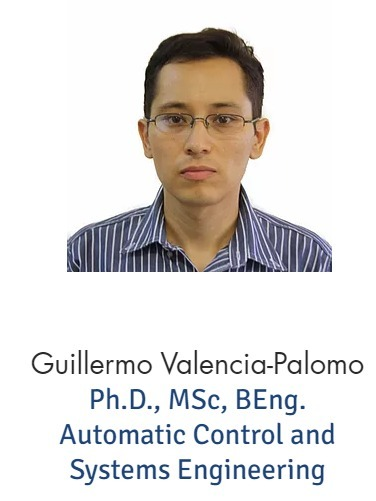 Guillermo Valencia-Palomo
Ph.D., MSc, BEng.
Automatic Control and
Systems Engineering